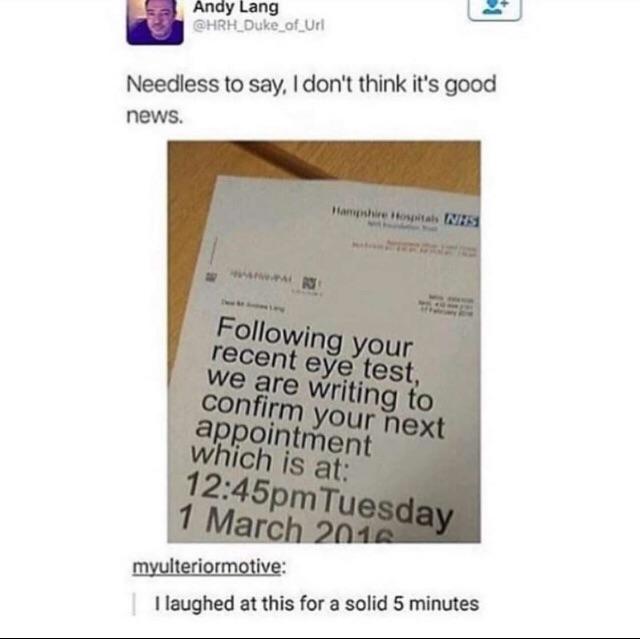 Andy Lang
@HRH_Duke_of_Url
Needless to say, I don't think it's good
news.
Hampshire Hospitals NHS
Following your
recent eye test,
we are writing to
confirm your next
appointment
which is at:
12:45pmTuesday
1 March 2016
myulteriormotive:
I laughed at this for a solid 5 minutes